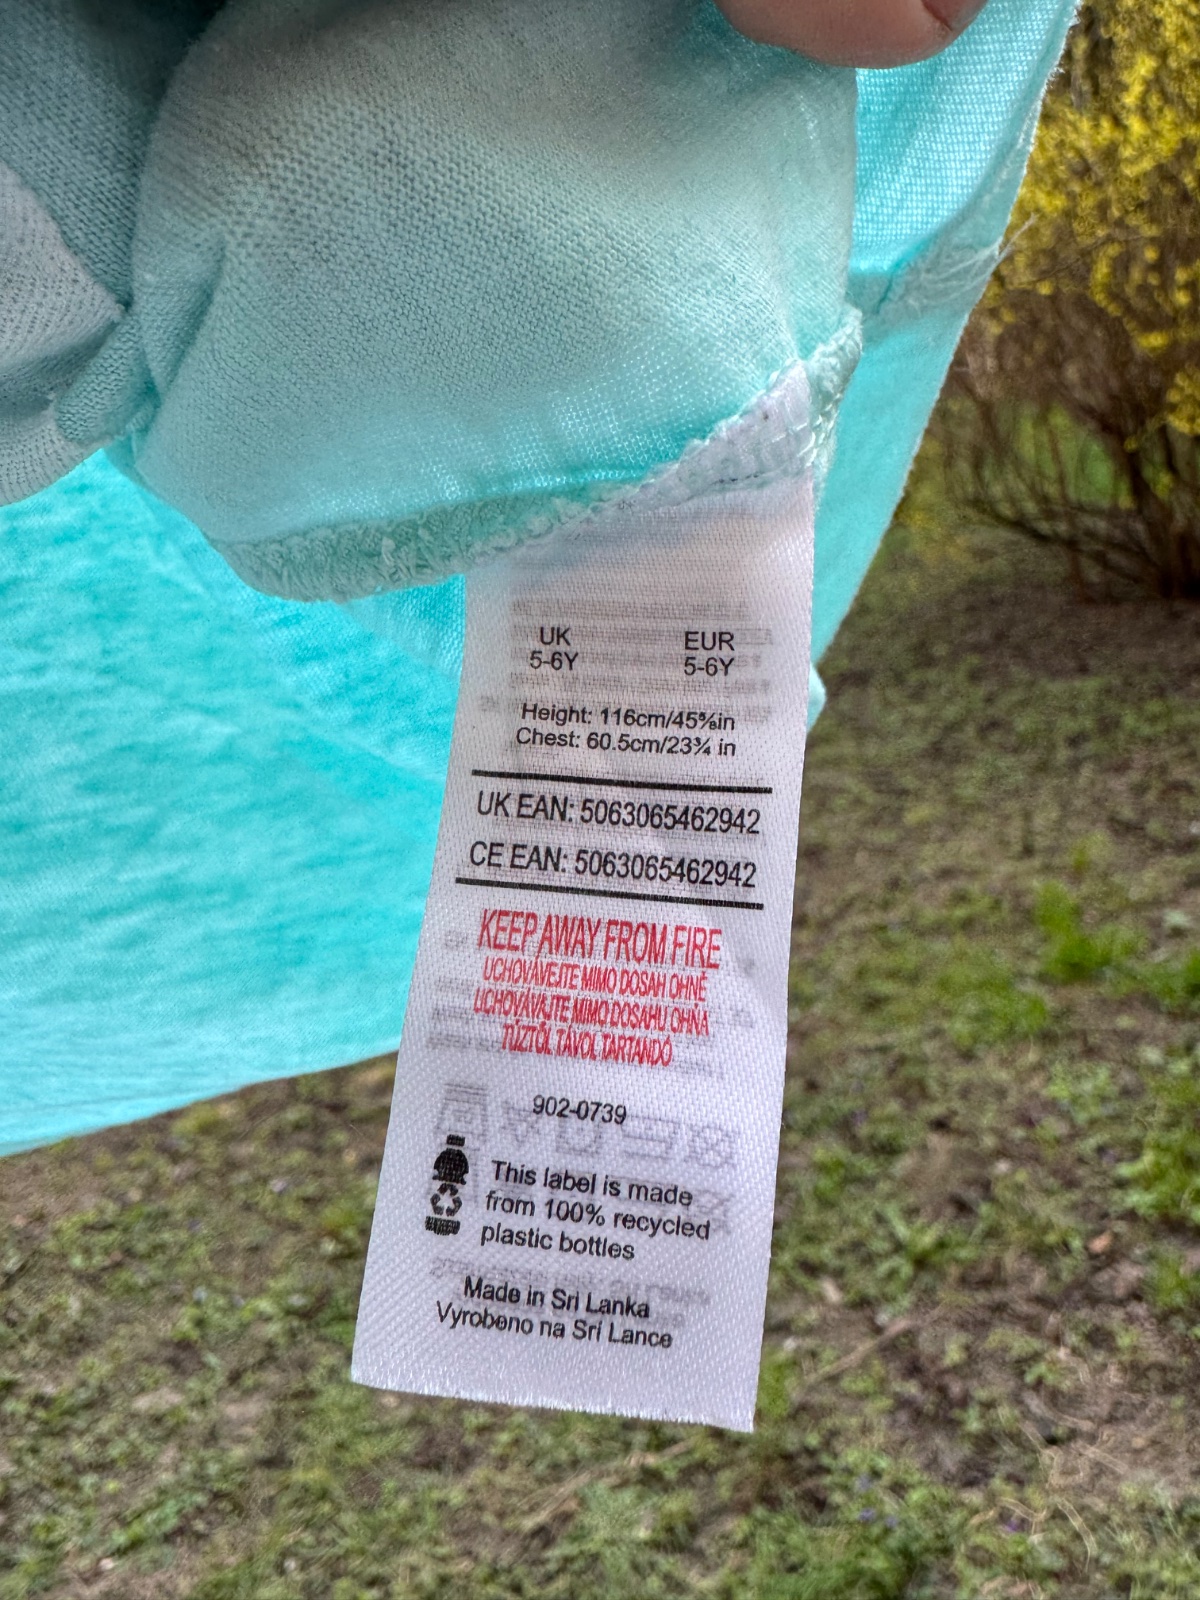 UK EUR
5-6Y 5-6Y
Height: 116cm/45⅝in
Chest: 60.5cm/23¾ in
UK EAN: 5063065462942
CE EAN: 5063065462942
KEEP AWAY FROM FIRE
UCHOVÁVEJTE MIMO DOSAH OHNĚ
UCHOVÁVAJTE MIMO DOSAHU OHŇA
TŰZTŐL TÁVOL TARTANDÓ
902-0739
This label is made
from 100% recycled
plastic bottles
Made in Sri Lanka
Vyrobeno na Srí Lance